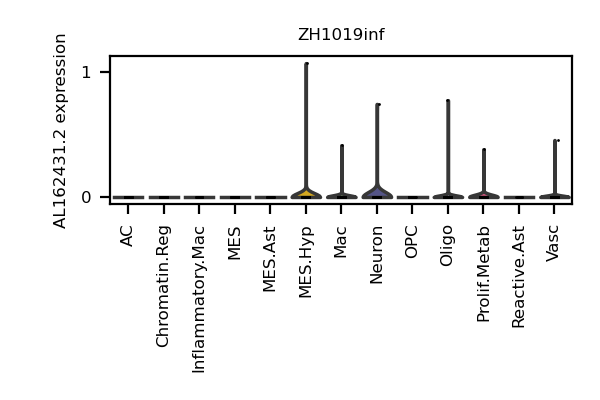 ZH1019inf
AL162431.2 expression
1
0
AC
Chromatin.Reg
Inflammatory.Mac
MES
MES.Ast
MES.Hyp
Mac
Neuron
OPC
Oligo
Prolif.Metab
Reactive.Ast
Vasc